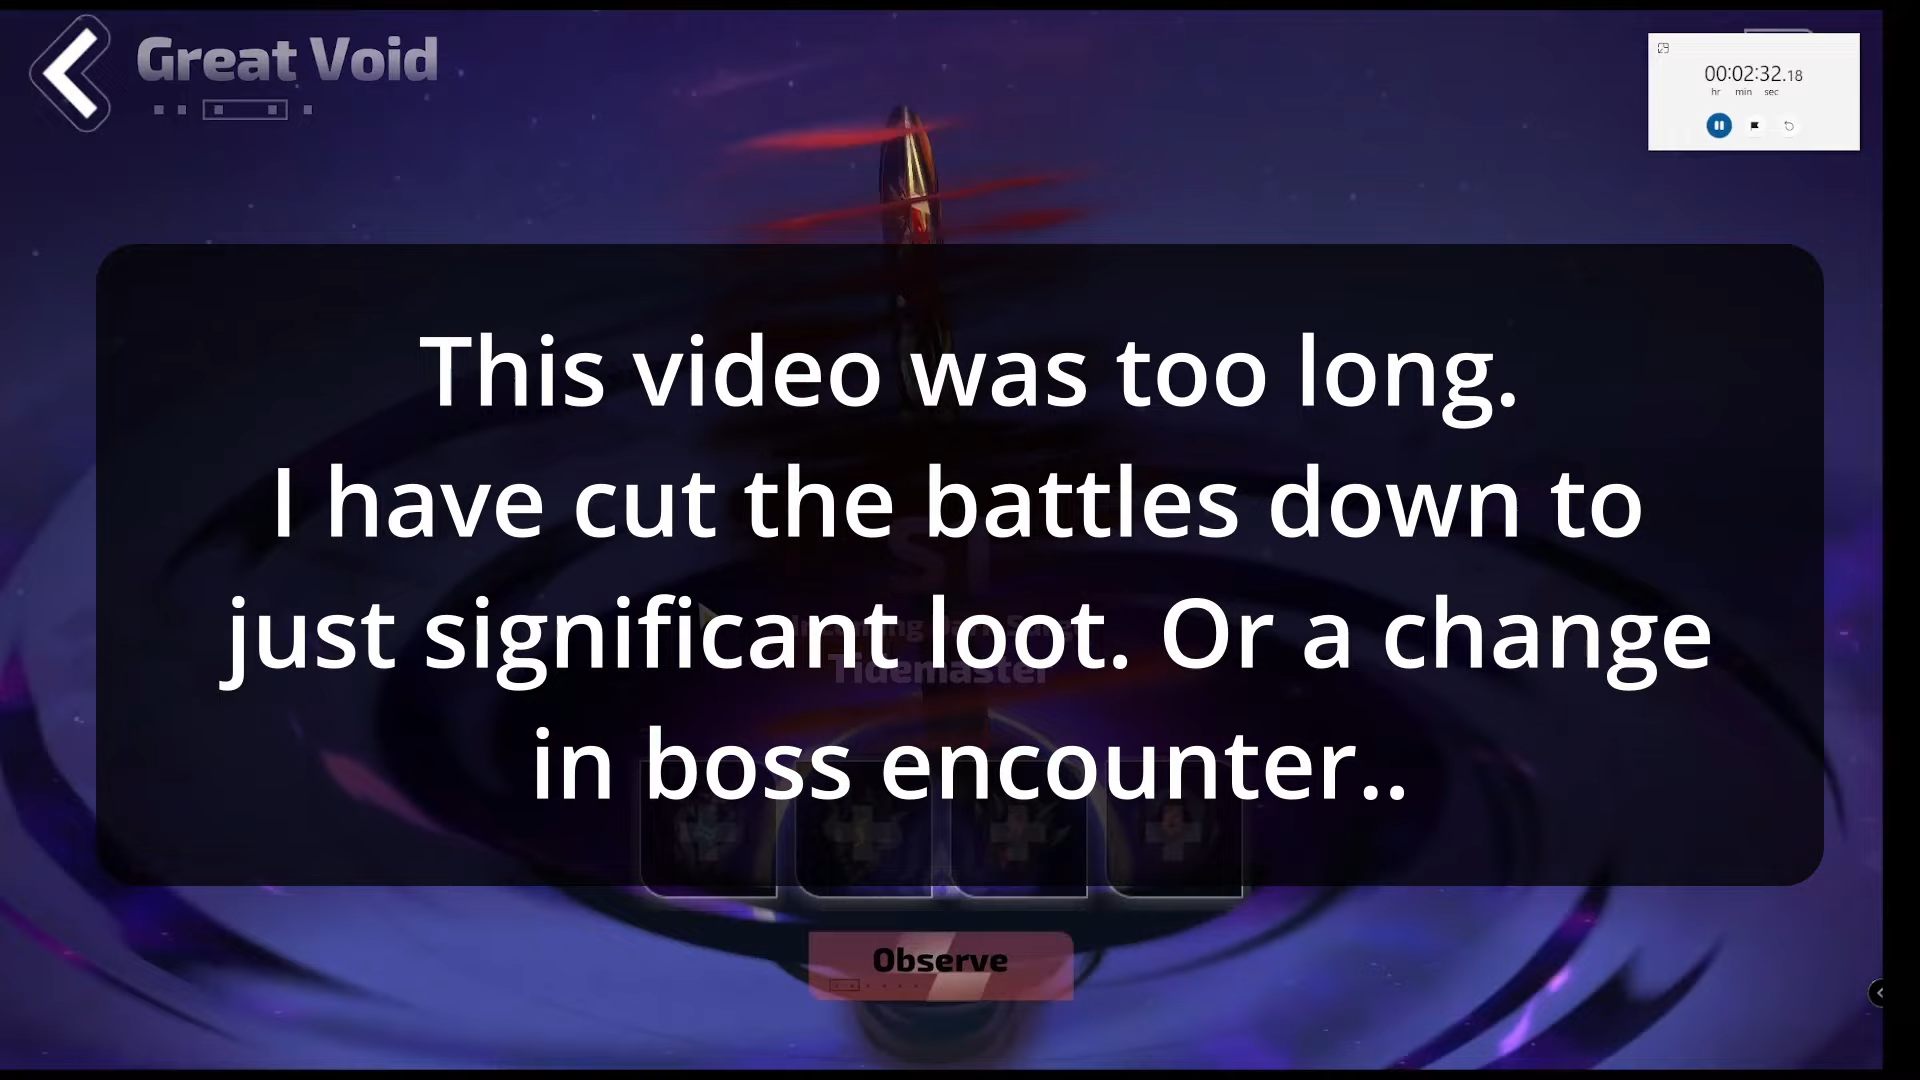 Great Void
00:02:32.18
hr min sec
This video was too long.
I have cut the battles down to
just significant loot. Or a change
in boss encounter..
Tidemaster
Observe